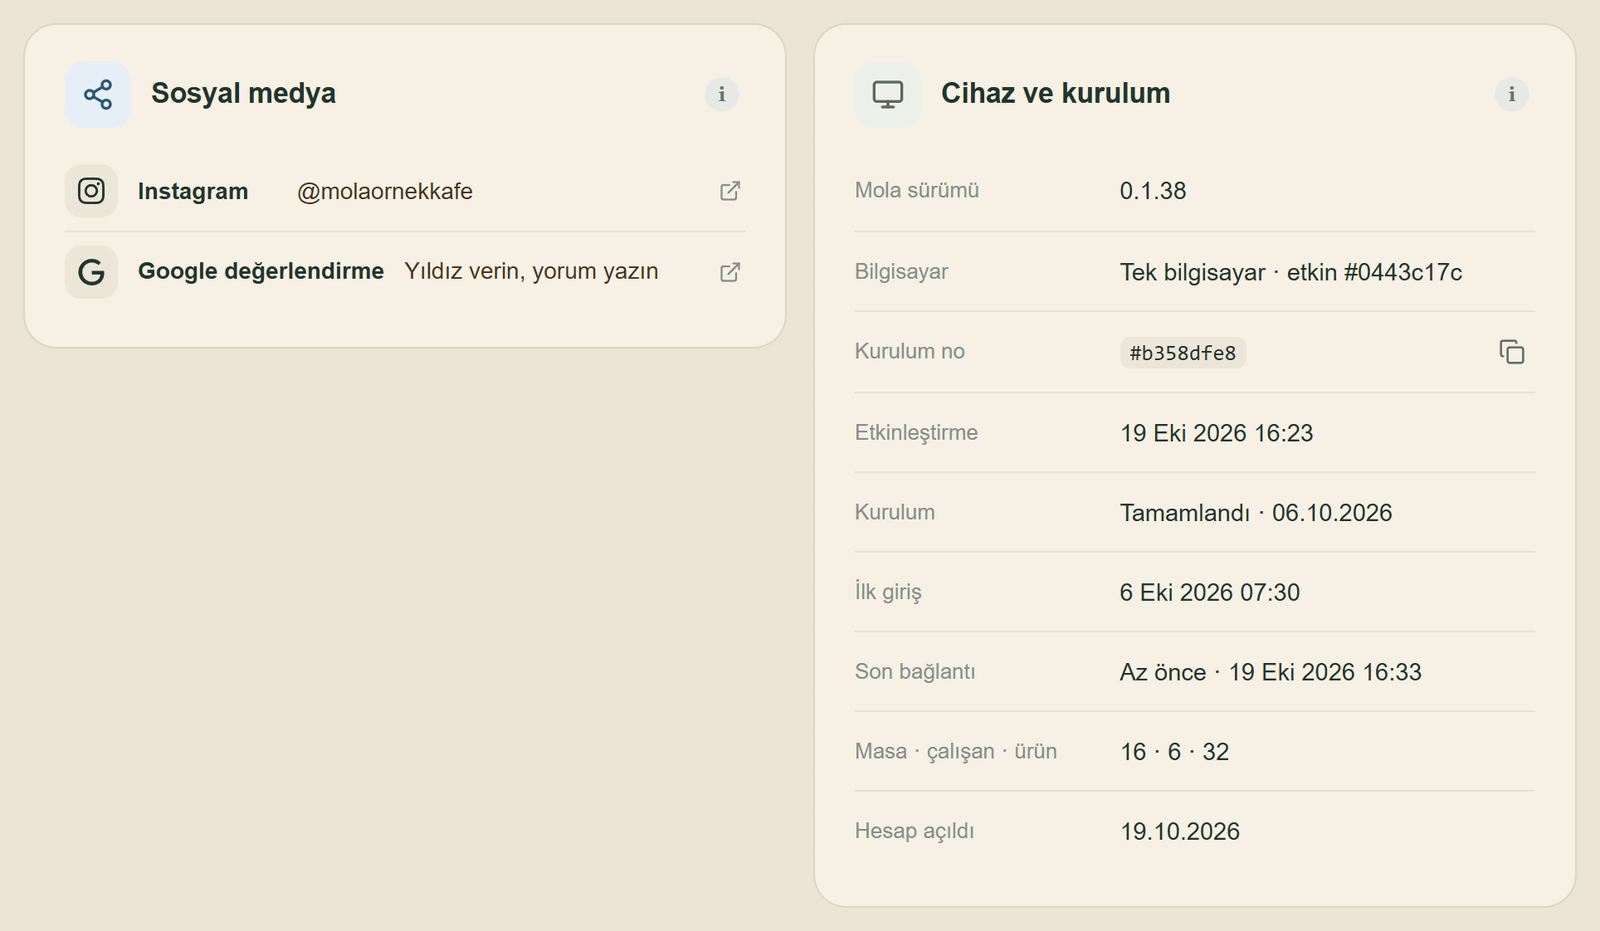 Sosyal medya
i
Instagram @molaornekkafe
Google değerlendirme Yıldız verin, yorum yazın
Cihaz ve kurulum
i
Mola sürümü 0.1.38
Bilgisayar Tek bilgisayar · etkin #0443c17c
Kurulum no #b358dfe8
Etkinleştirme 19 Eki 2026 16:23
Kurulum Tamamlandı · 06.10.2026
İlk giriş 6 Eki 2026 07:30
Son bağlantı Az önce · 19 Eki 2026 16:33
Masa · çalışan · ürün 16 · 6 · 32
Hesap açıldı 19.10.2026